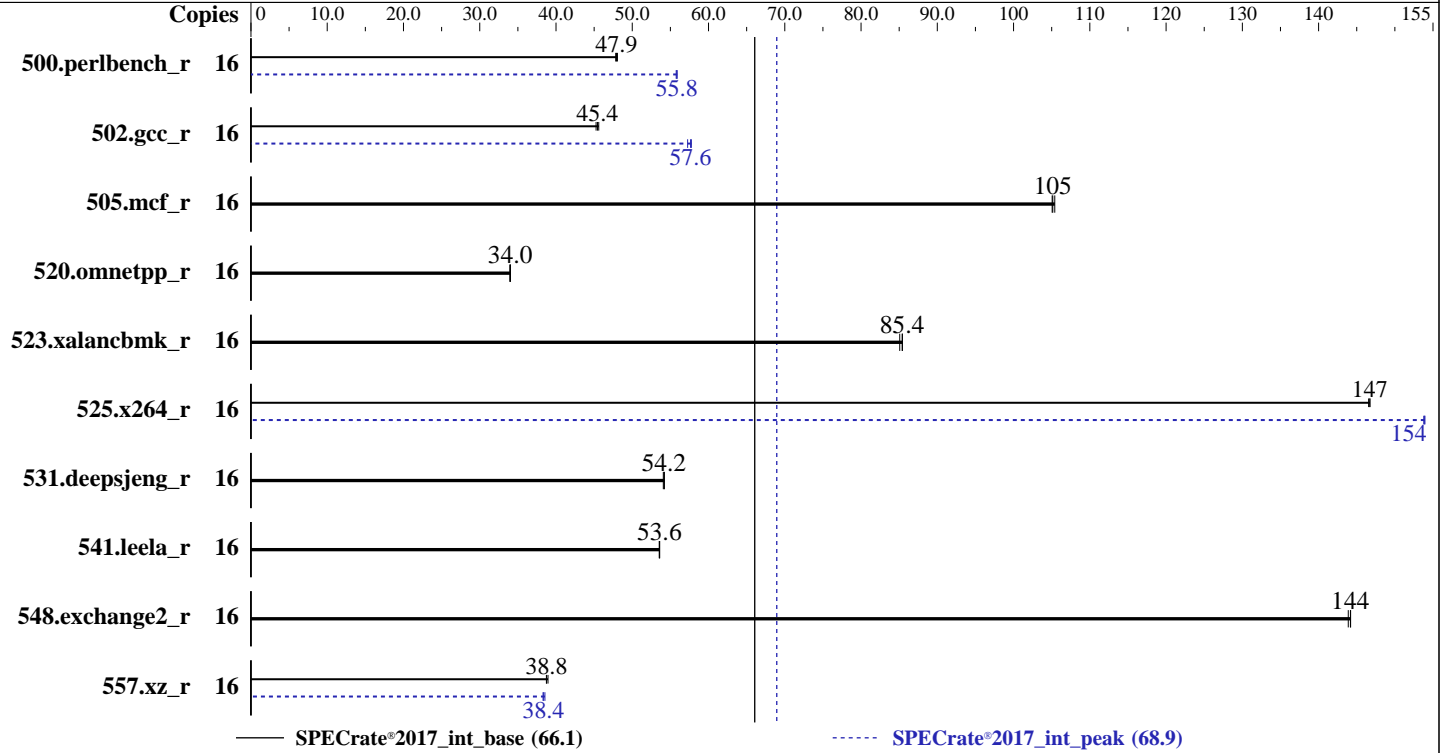 Copies 0 10.0 20.0 30.0 40.0 50.0 60.0 70.0 80.0 90.0 100 110 120 130 140 155
47.9
500.perlbench_r 16
55.8
45.4
502.gcc_r 16
57.6
105
505.mcf_r 16
34.0
520.omnetpp_r 16
85.4
523.xalancbmk_r 16
147
525.x264_r 16
154
54.2
531.deepsjeng_r 16
53.6
541.leela_r 16
144
548.exchange2_r 16
38.8
557.xz_r 16
38.4
SPECrate®2017_int_base (66.1) SPECrate®2017_int_peak (68.9)